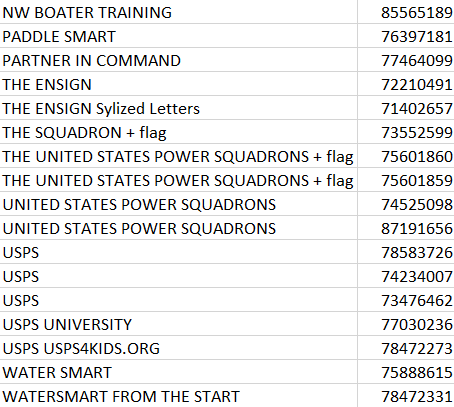 NW BOATER TRAINING 85565189
PADDLE SMART 76397181
PARTNER IN COMMAND 77464099
THE ENSIGN 72210491
THE ENSIGN Sylized Letters 71402657
THE SQUADRON + flag 73552599
THE UNITED STATES POWER SQUADRONS + flag 75601860
THE UNITED STATES POWER SQUADRONS + flag 75601859
UNITED STATES POWER SQUADRONS 74525098
UNITED STATES POWER SQUADRONS 87191656
USPS 78583726
USPS 74234007
USPS 73476462
USPS UNIVERSITY 77030236
USPS USPS4KIDS.ORG 78472273
WATER SMART 75888615
WATERSMART FROM THE START 78472331